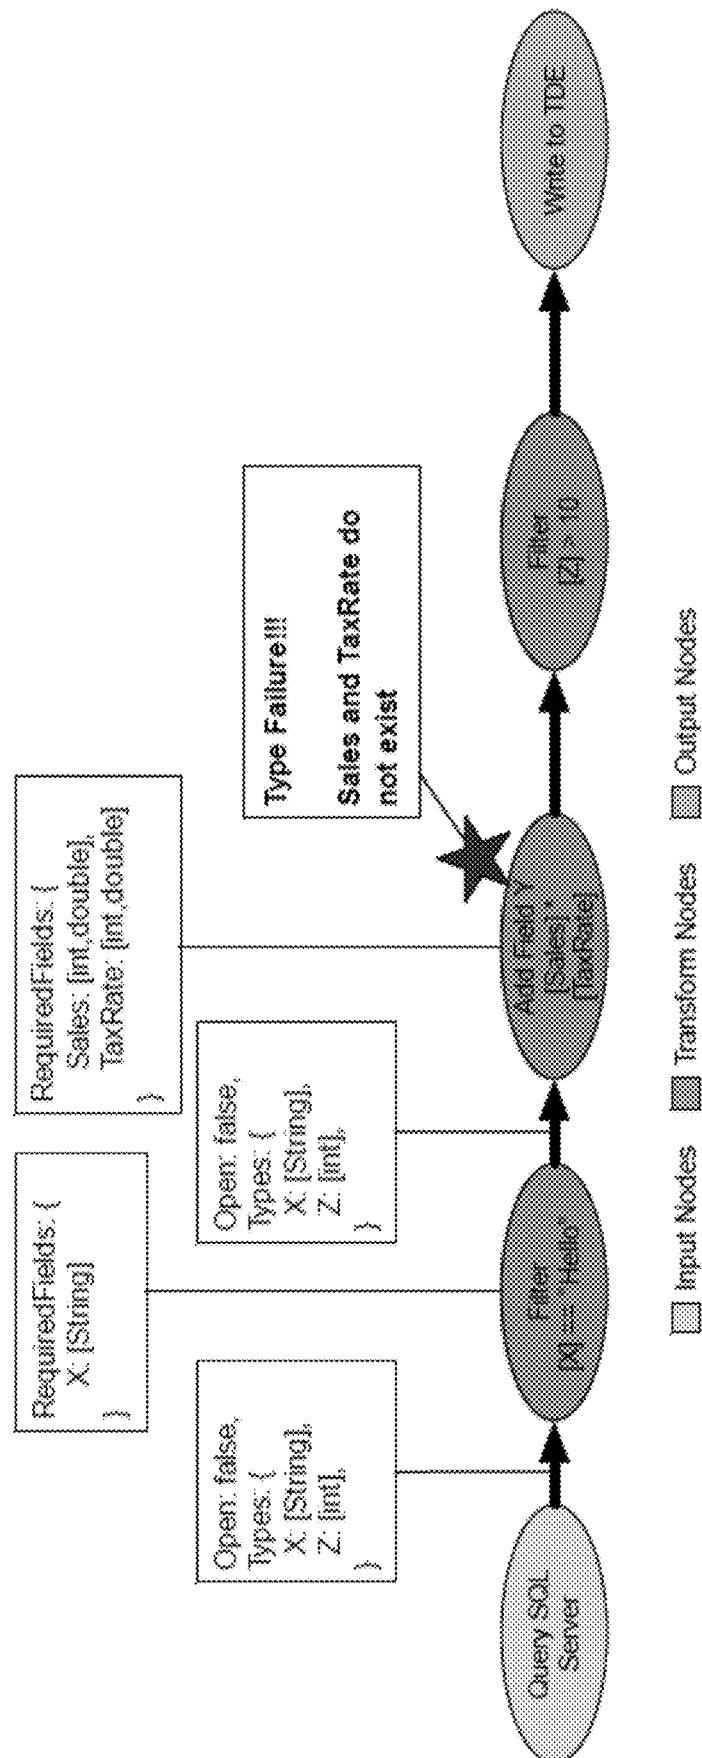 RequiredFields: {
X: [String]
}
RequiredFields: {
Sales: [int,double],
TaxRate: [int,double]
}
Open: false,
Types: {
X: [String],
Z: [int],
}
Open: false,
Types: {
X: [String],
Z: [int],
}
Type Failure!!!
Sales and TaxRate do
not exist
Query SQL
Server
Filter
== "Hello"
Add Field Y
[Sales] *
[TaxRate]
Filter
[Z] > 10
Write to TDE
Input Nodes
Transform Nodes
Output Nodes